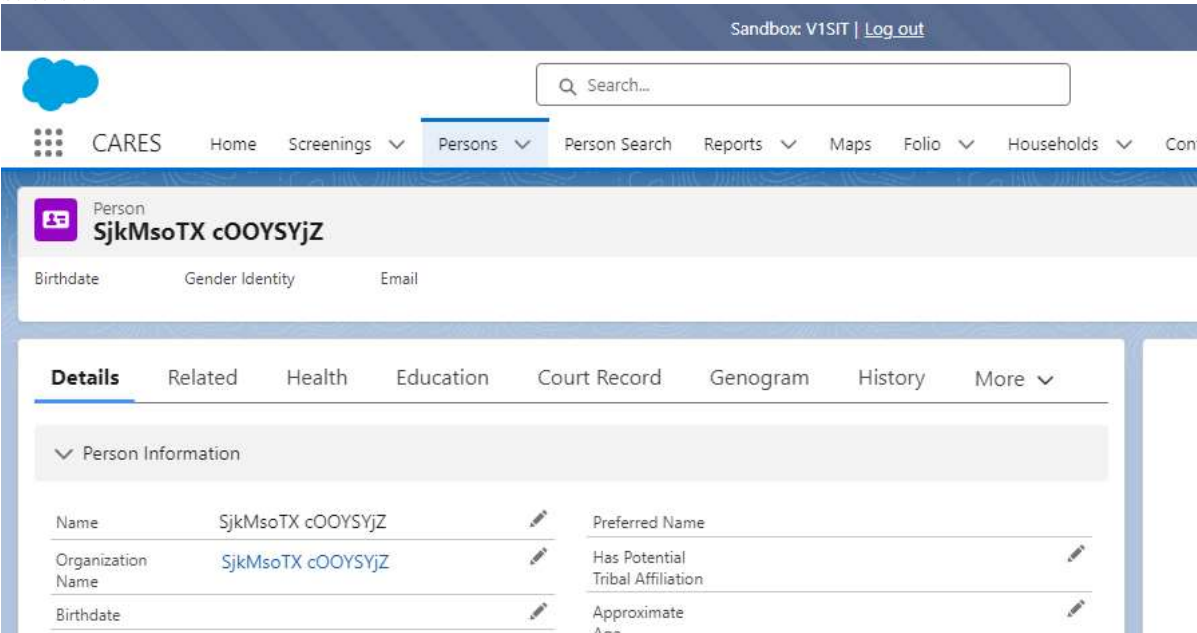 Sandbox: V1SIT | Log out
Search...
CARES Home Screenings Persons Person Search Reports Maps Folio Households
Person
SjkMsoTX cOOYSYjZ
Birthdate Gender Identity Email
Details Related Health Education Court Record Genogram History More
Person Information
Name SjkMsoTX cOOYSYjZ Preferred Name
Organization Name SjkMsoTX cOOYSYjZ Has Potential Tribal Affiliation
Birthdate Approximate